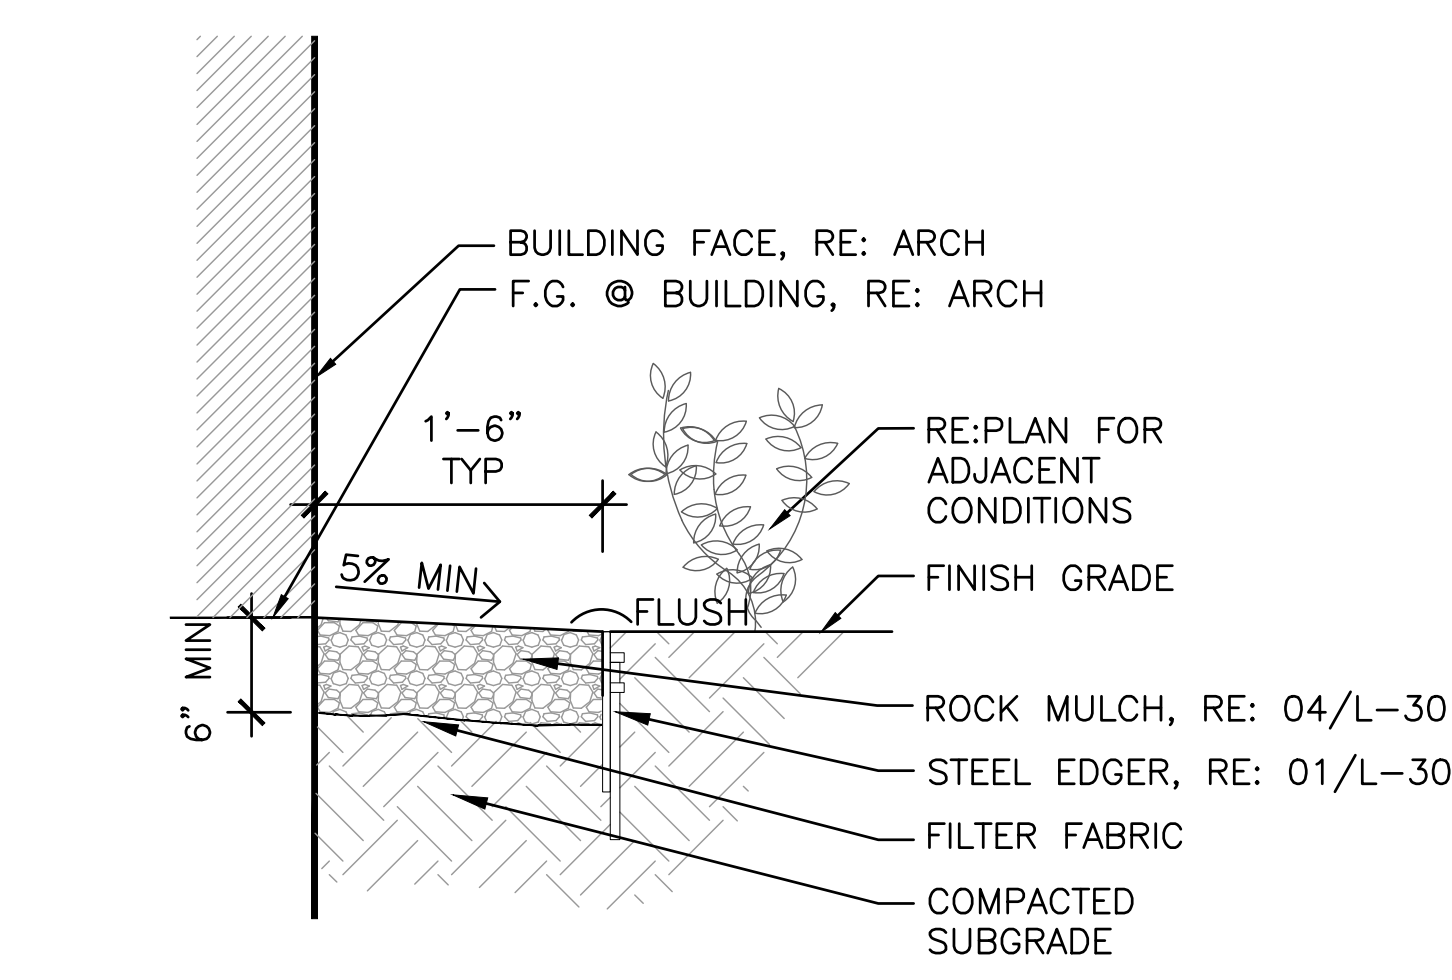 BUILDING FACE, RE: ARCH
F.G. @ BUILDING, RE: ARCH
1'-6"
TYP
RE:PLAN FOR
ADJACENT
CONDITIONS
5% MIN
FINISH GRADE
FLUSH
6" MIN
ROCK MULCH, RE: 04/L-30
STEEL EDGER, RE: 01/L-30
FILTER FABRIC
COMPACTED
SUBGRADE